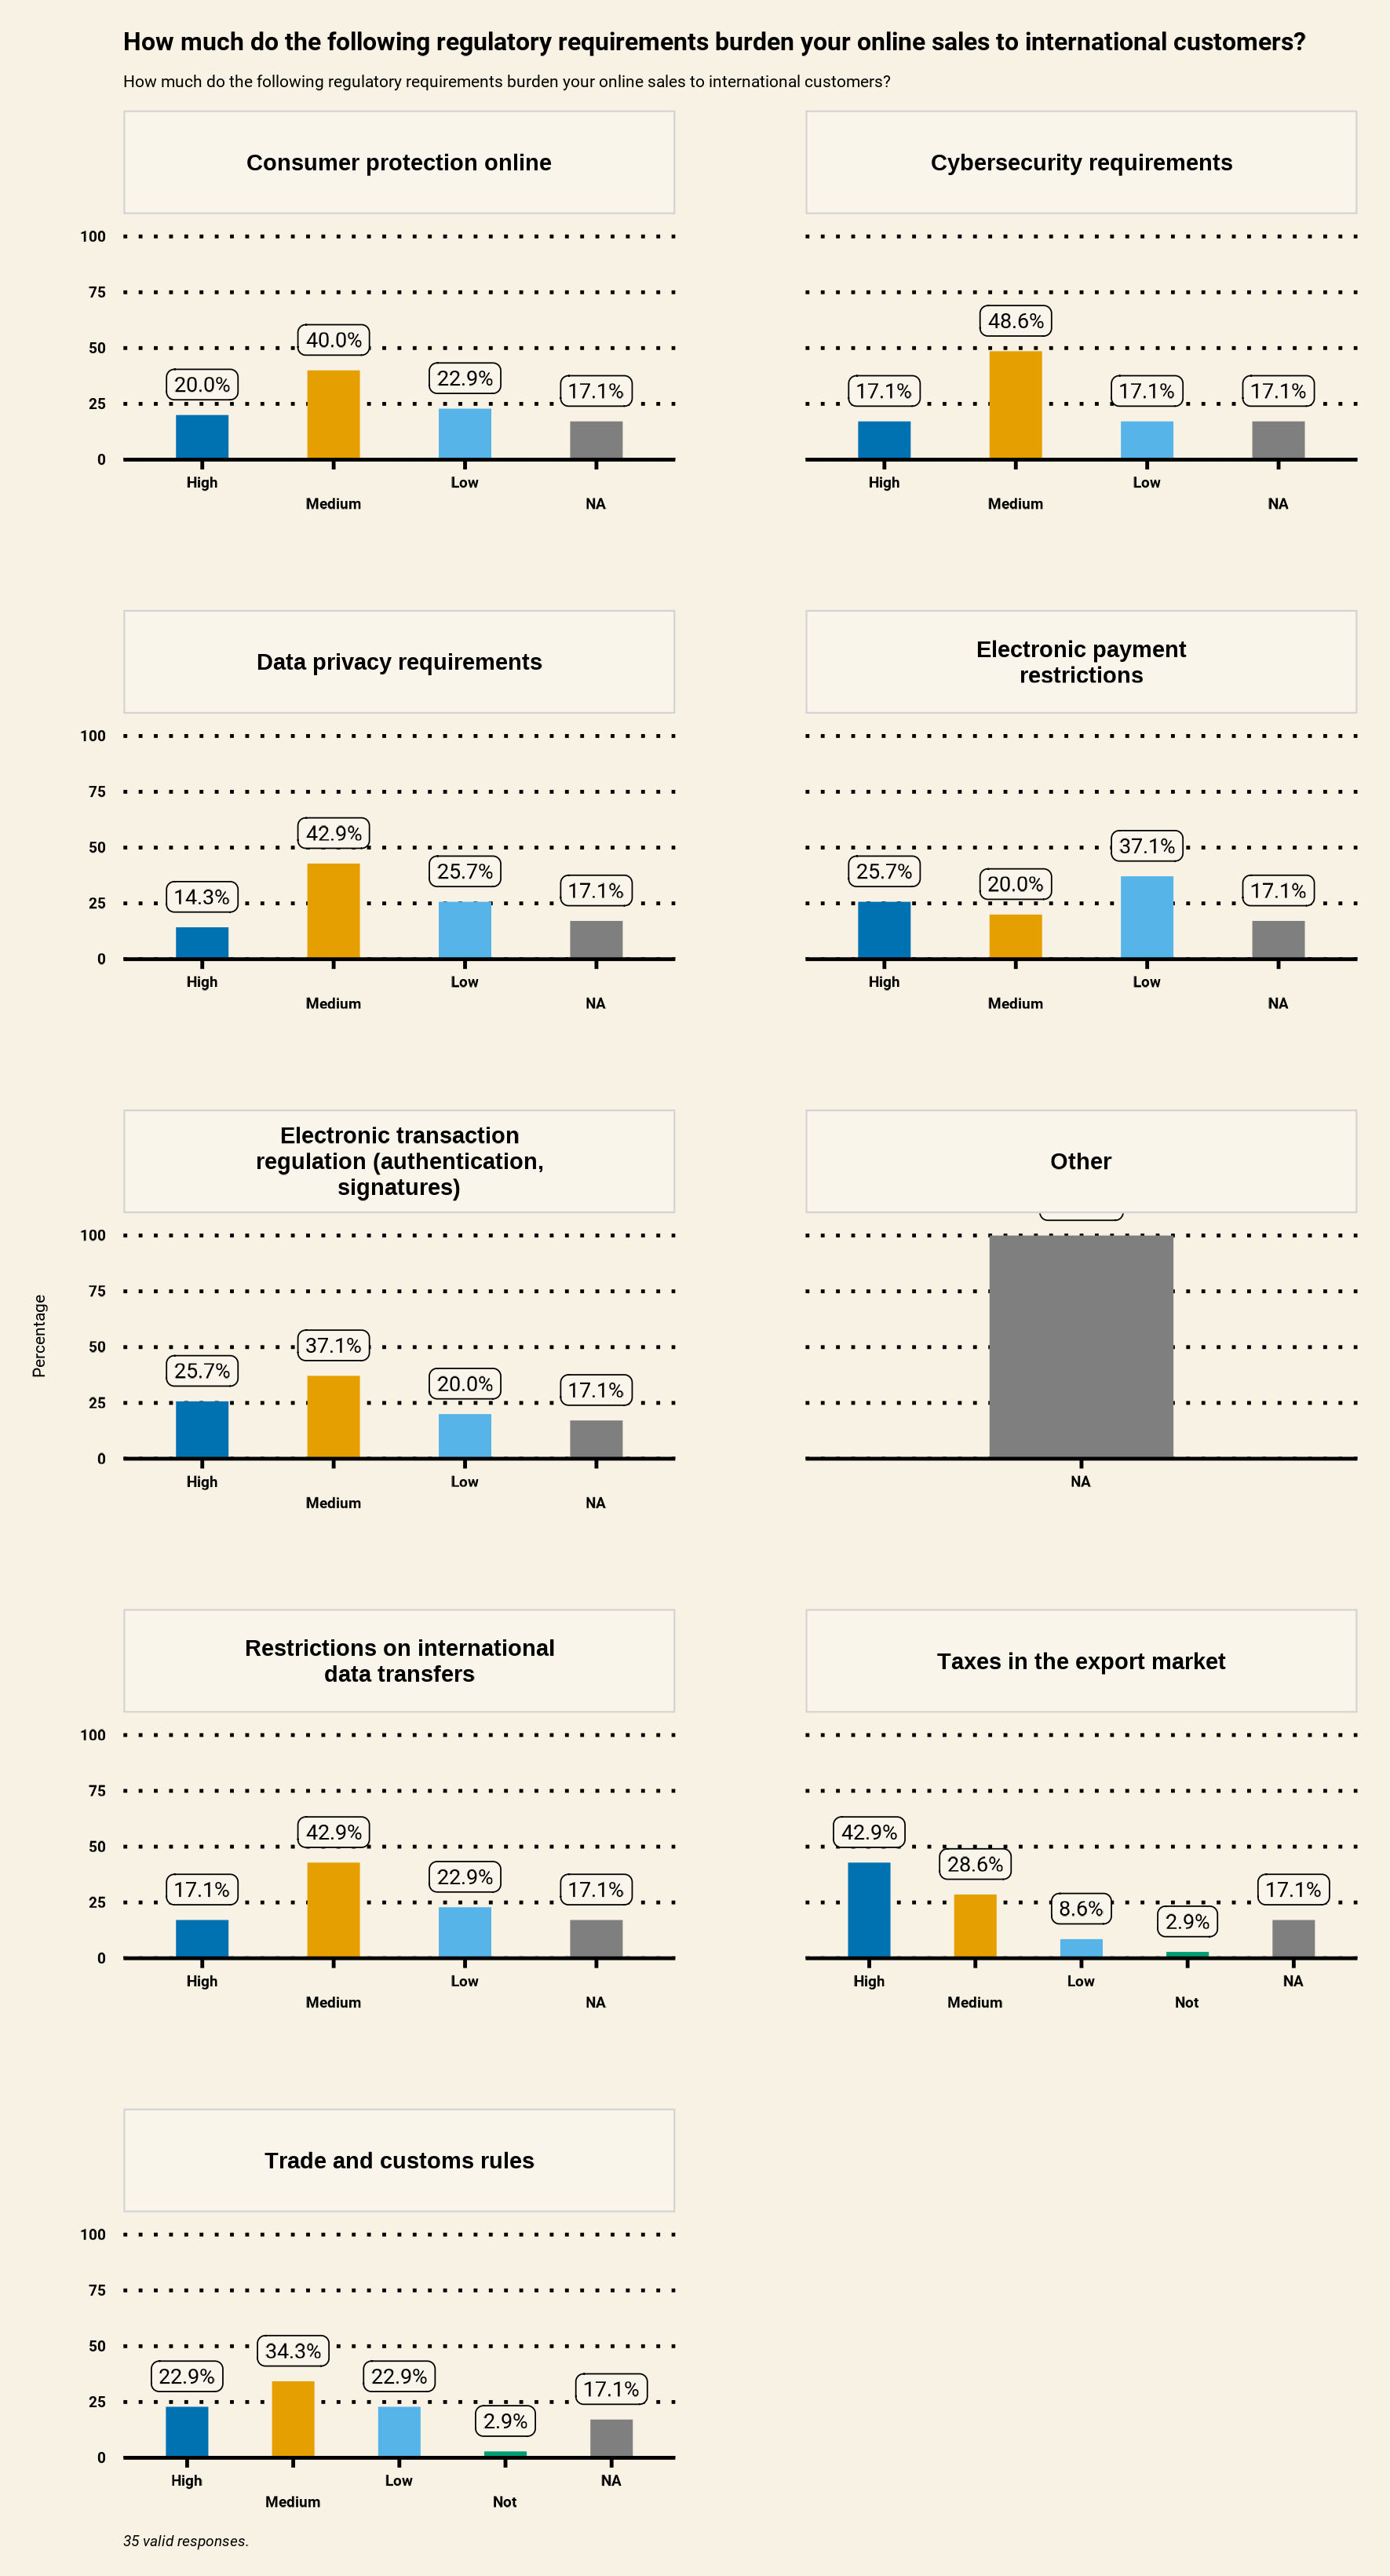 How much do the following regulatory requirements burden your online sales to international customers?
How much do the following regulatory requirements burden your online sales to international customers?
Consumer protection online
100
75
50
25
0
20.0%
40.0%
22.9%
17.1%
High
Medium
Low
NA
Cybersecurity requirements
17.1%
48.6%
17.1%
17.1%
High
Medium
Low
NA
Data privacy requirements
100
75
50
25
0
14.3%
42.9%
25.7%
17.1%
High
Medium
Low
NA
Electronic payment
restrictions
25.7%
20.0%
37.1%
17.1%
High
Medium
Low
NA
Percentage
Electronic transaction
regulation (authentication,
signatures)
100
75
50
25
0
25.7%
37.1%
20.0%
17.1%
High
Medium
Low
NA
Other
NA
Restrictions on international
data transfers
100
75
50
25
0
17.1%
42.9%
22.9%
17.1%
High
Medium
Low
NA
Taxes in the export market
42.9%
28.6%
8.6%
2.9%
17.1%
High
Medium
Low
Not
NA
Trade and customs rules
100
75
50
25
0
22.9%
34.3%
22.9%
2.9%
17.1%
High
Medium
Low
Not
NA
35 valid responses.